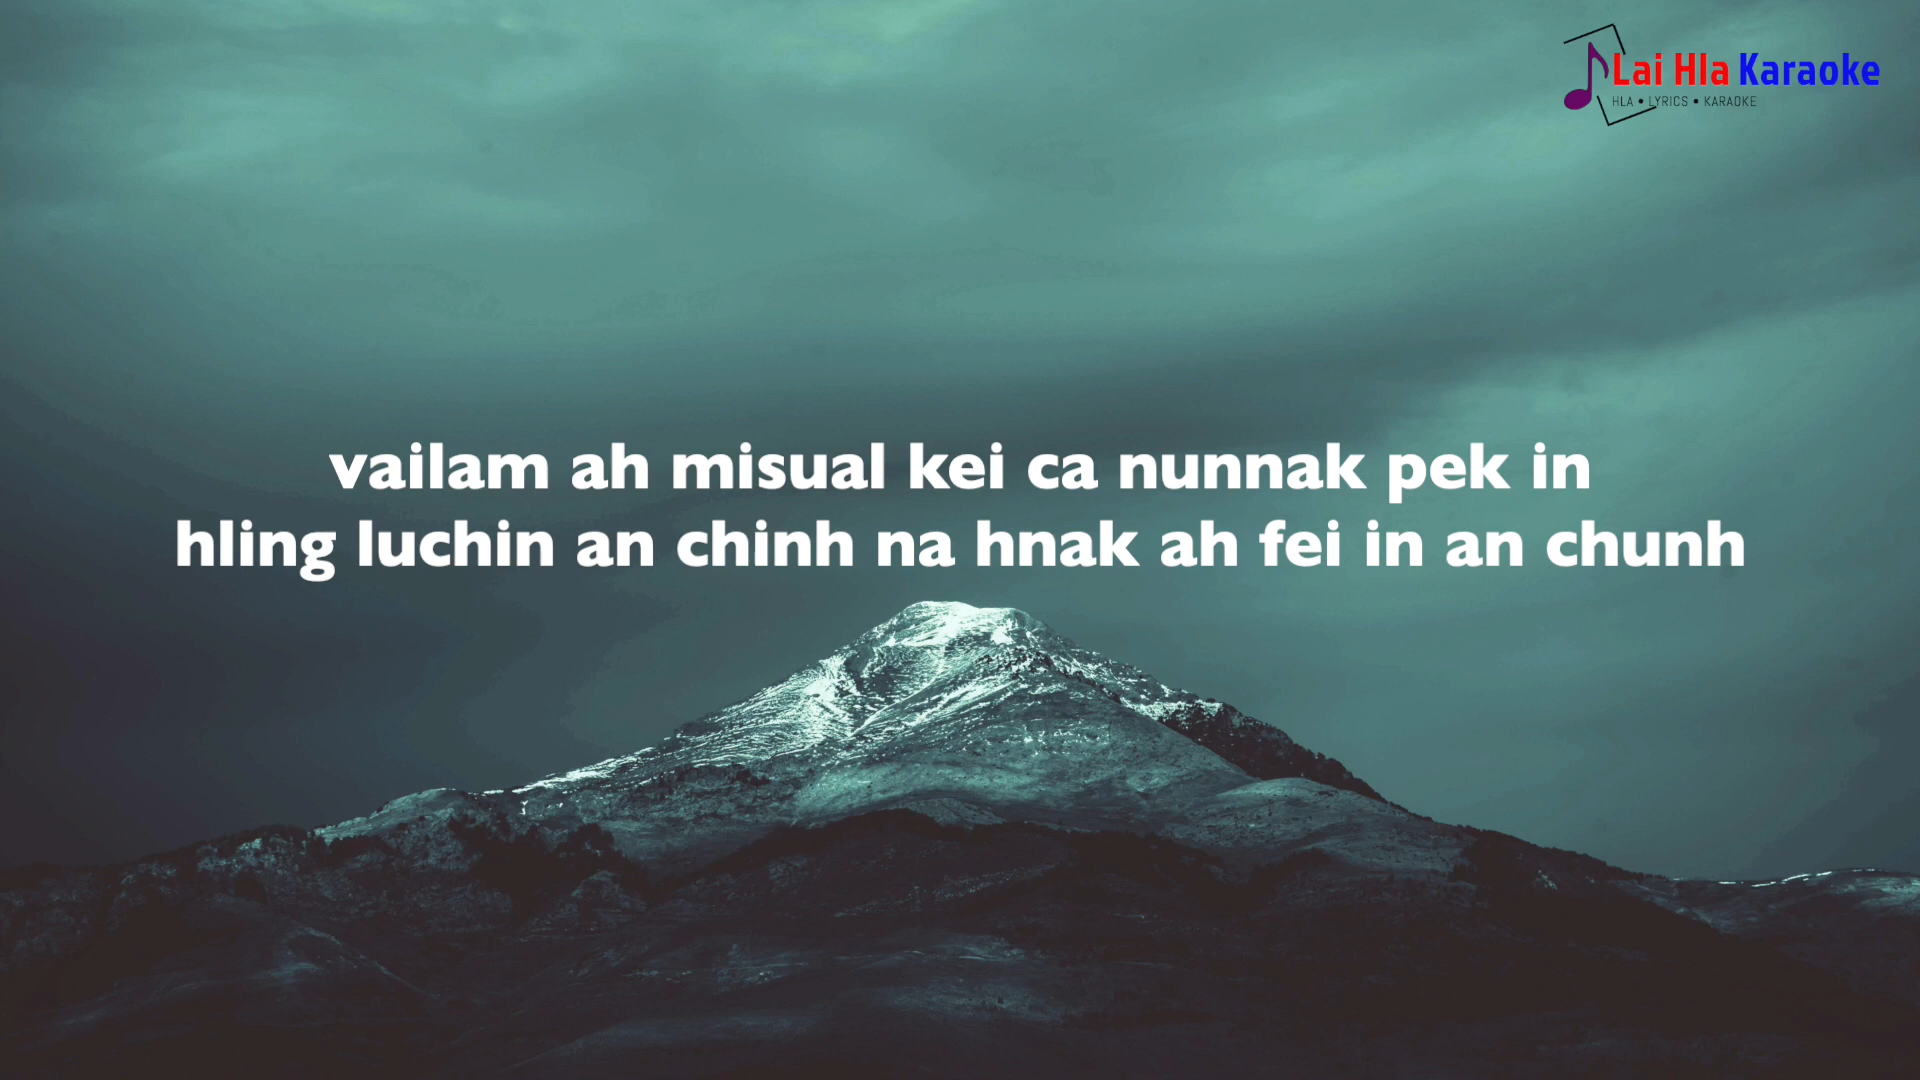 Lai Hla Karaoke
HLA • LYRICS • KARAOKE
vailam ah misual kei ca nunnak pek in
hling luchin an chinh na hnak ah fei in an chunh